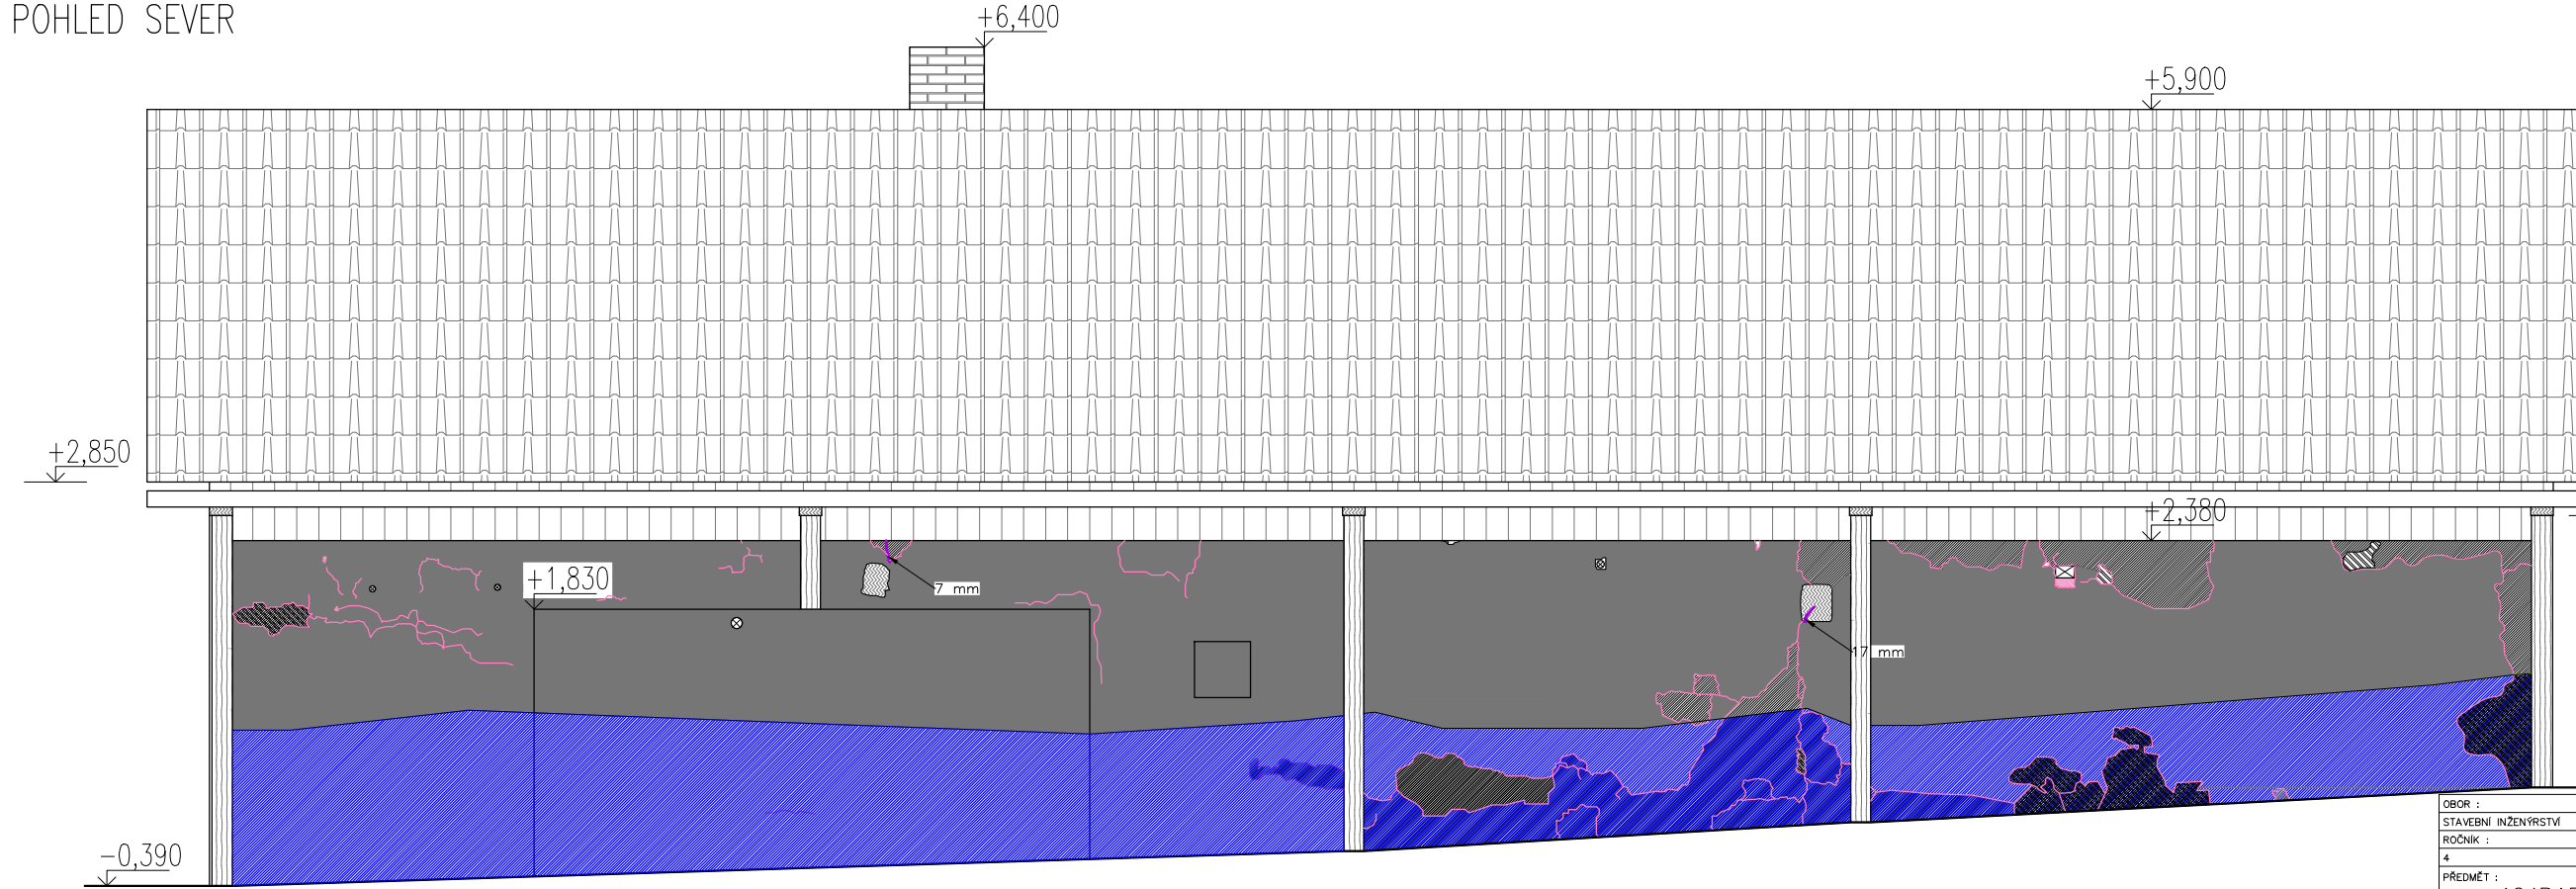 POHLED SEVER
+6,400
+5,900
+2,850
+2,380
+1,830
7 mm
17 mm
-0,390
OBOR :
STAVEBNÍ INŽENÝRSTVÍ
ROČNÍK :
4
PŘEDMĚT :